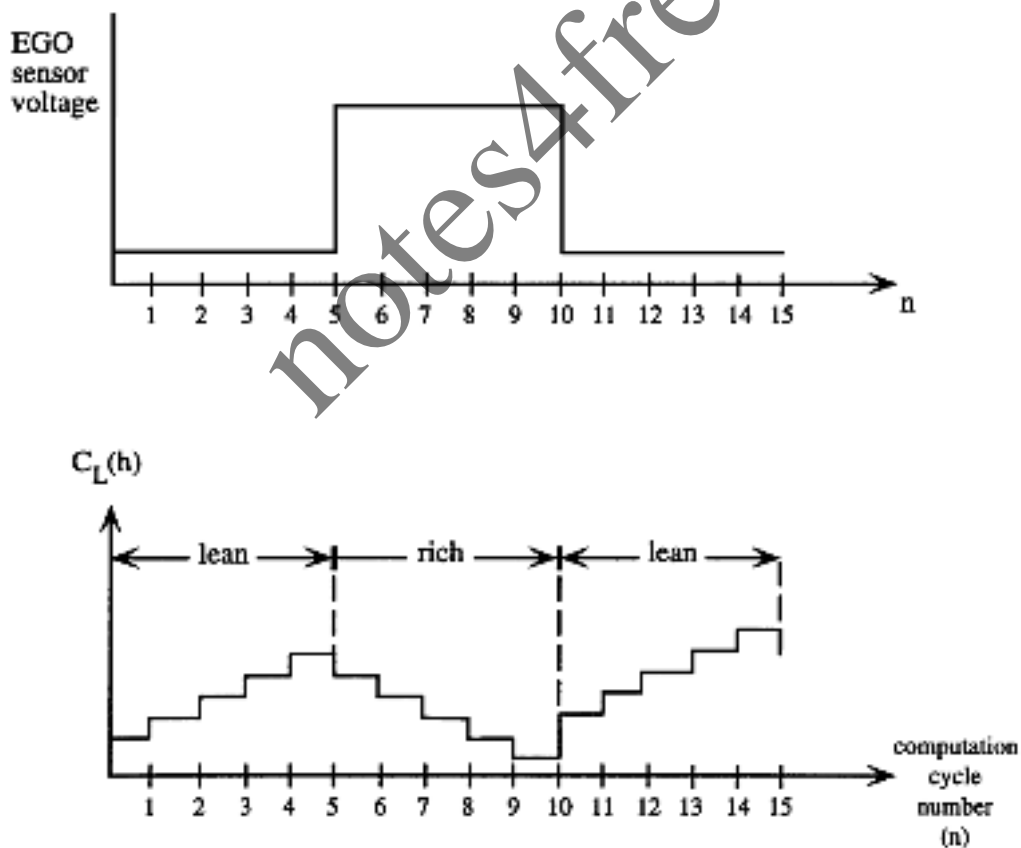 EGO
sensor
voltage
notes4fre
1 2 3 4 5 6 7 8 9 10 11 12 13 14 15
n
C_L(h)
lean rich lean
1 2 3 4 5 6 7 8 9 10 11 12 13 14 15
computation
cycle
number
(n)